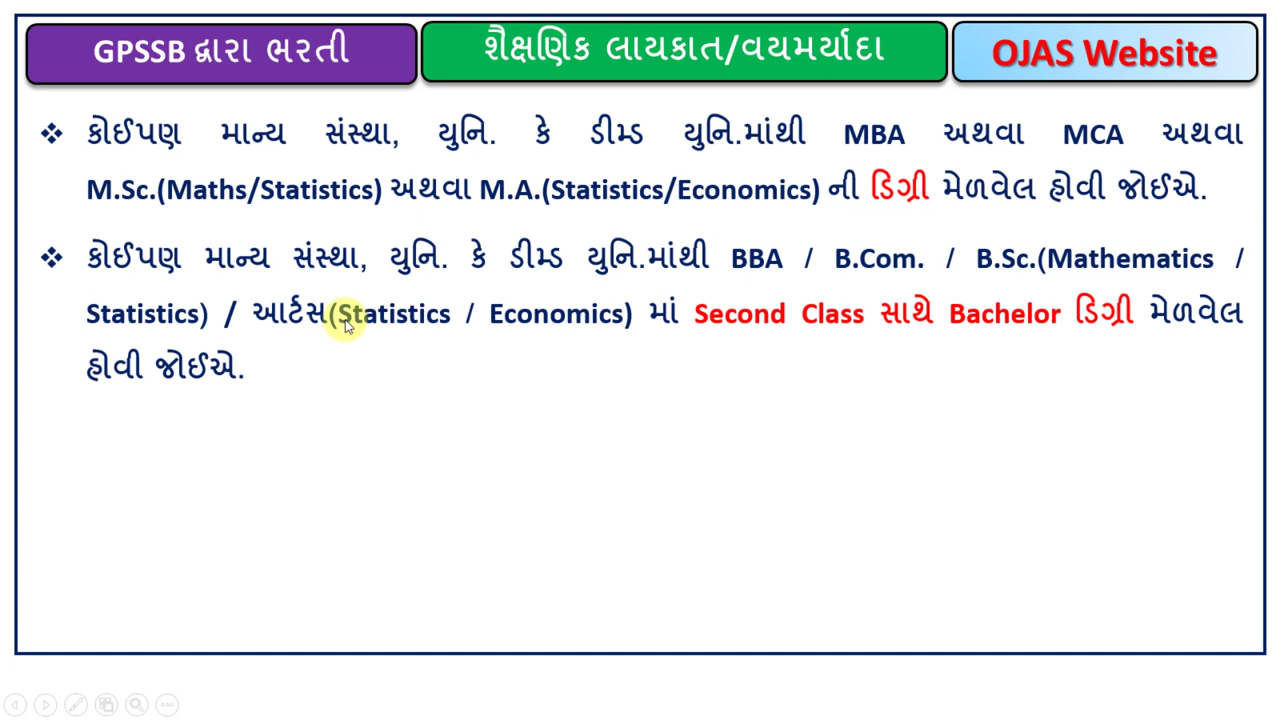 GPSSB દ્વારા ભરતી
શૈક્ષણિક લાયકાત/વયમર્યાદા
OJAS Website
❖ કોઈપણ માન્ય સંસ્થા, યુનિ. કે ડીમ્ડ યુનિ.માંથી MBA અથવા MCA અથવા
M.Sc.(Maths/Statistics) અથવા M.A.(Statistics/Economics) ની ડિગ્રી મેળવેલ હોવી જોઈએ.
❖ કોઈપણ માન્ય સંસ્થા, યુનિ. કે ડીમ્ડ યુનિ.માંથી BBA / B.Com. / B.Sc.(Mathematics /
Statistics) / આર્ટસ(Statistics / Economics) માં Second Class સાથે Bachelor ડિગ્રી મેળવેલ
હોવી જોઈએ.